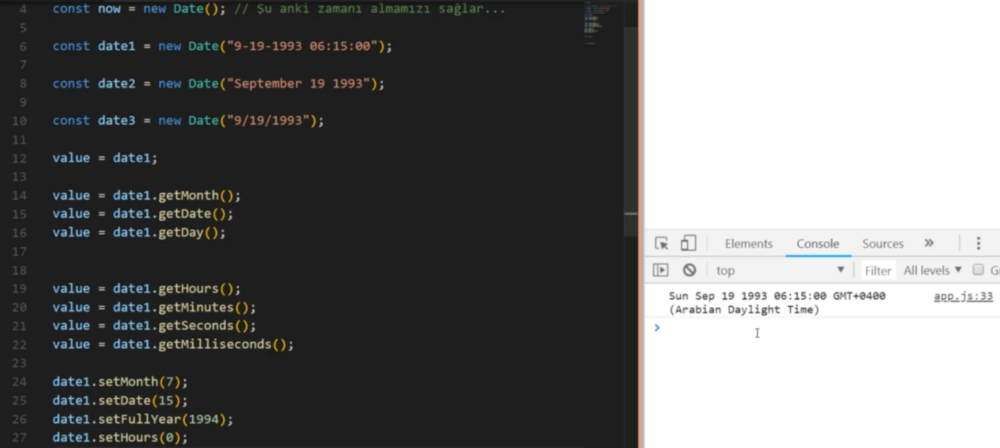 4 const now = new Date(); // Şu anki zamanı almamızı sağlar...
5
6 const date1 = new Date("9-19-1993 06:15:00");
7
8 const date2 = new Date("September 19 1993");
9
10 const date3 = new Date("9/19/1993");
11
12 value = date1;
13
14 value = date1.getMonth();
15 value = date1.getDate();
16 value = date1.getDay();
17
18
19 value = date1.getHours();
20 value = date1.getMinutes();
21 value = date1.getSeconds();
22 value = date1.getMilliseconds();
23
24 date1.setMonth(7);
25 date1.setDate(15);
26 date1.setFullYear(1994);
27 date1.setHours(0);
Elements Console Sources »
top Filter All levels
Sun Sep 19 1993 06:15:00 GMT+0400 app.js:33
(Arabian Daylight Time)
>